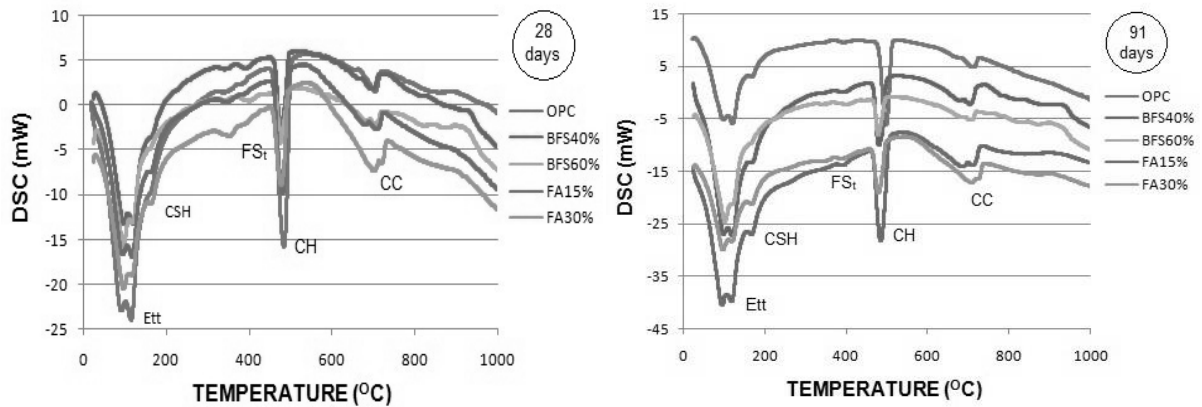 10
5
0
-5
-10
-15
-20
-25
DSC (mW)
0
200
400
600
800
1000
TEMPERATURE (ᴼC)
28
days
OPC
BFS40%
BFS60%
FA15%
FA30%
Ett
CSH
FSₜ
CH
CC
15
5
-5
-15
-25
-35
-45
DSC (mW)
0
200
400
600
800
1000
TEMPERATURE (ᴼC)
91
days
OPC
BFS40%
BFS60%
FA15%
FA30%
Ett
CSH
FSₜ
CH
CC